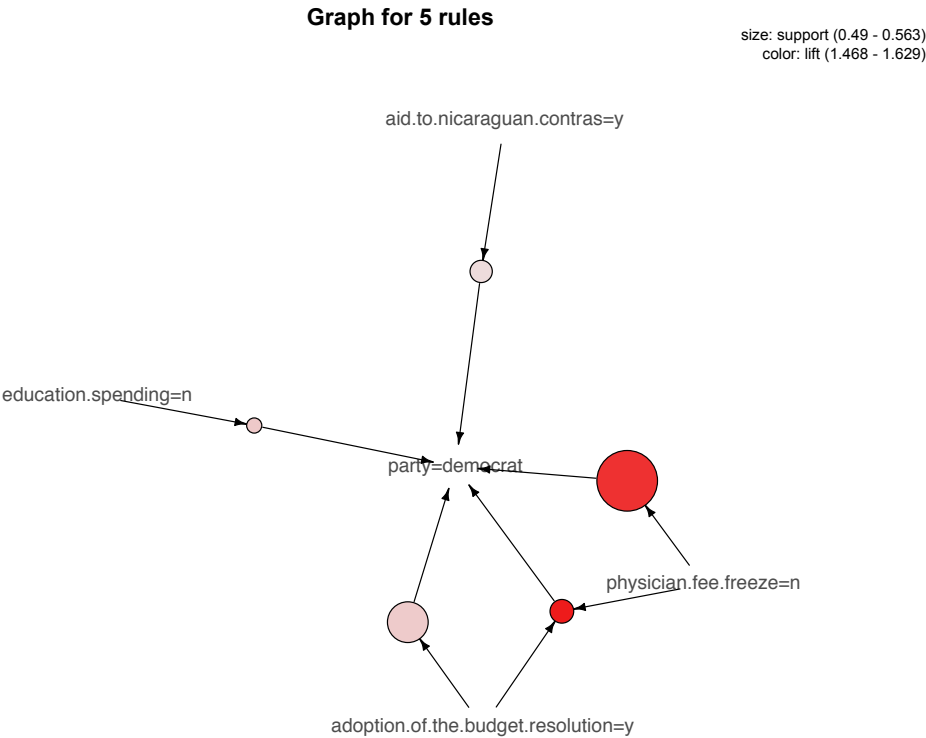 Graph for 5 rules
size: support (0.49 - 0.563)
color: lift (1.468 - 1.629)
aid.to.nicaraguan.contras=y
education.spending=n
party=democrat
physician.fee.freeze=n
adoption.of.the.budget.resolution=y